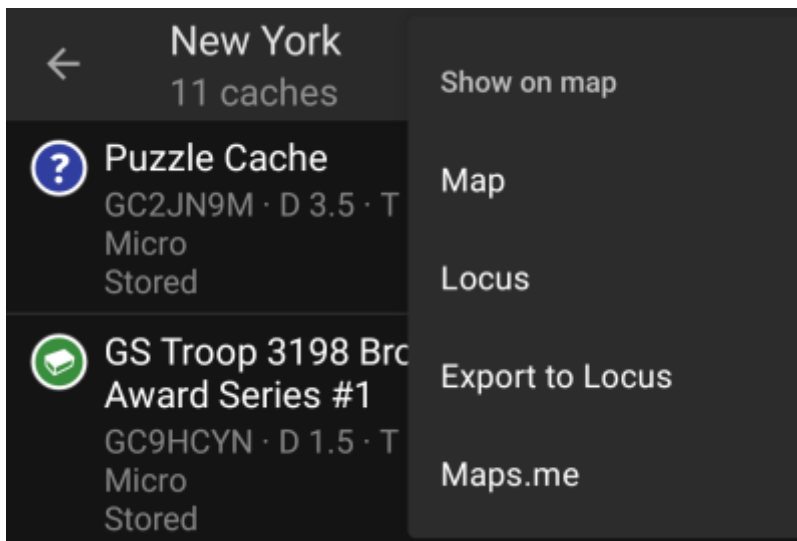 New York
11 caches
Puzzle Cache
GC2JN9M · D 3.5 · T
Micro
Stored
GS Troop 3198 Bro
Award Series #1
GC9HCYN · D 1.5 · T
Micro
Stored
Show on map
Map
Locus
Export to Locus
Maps.me